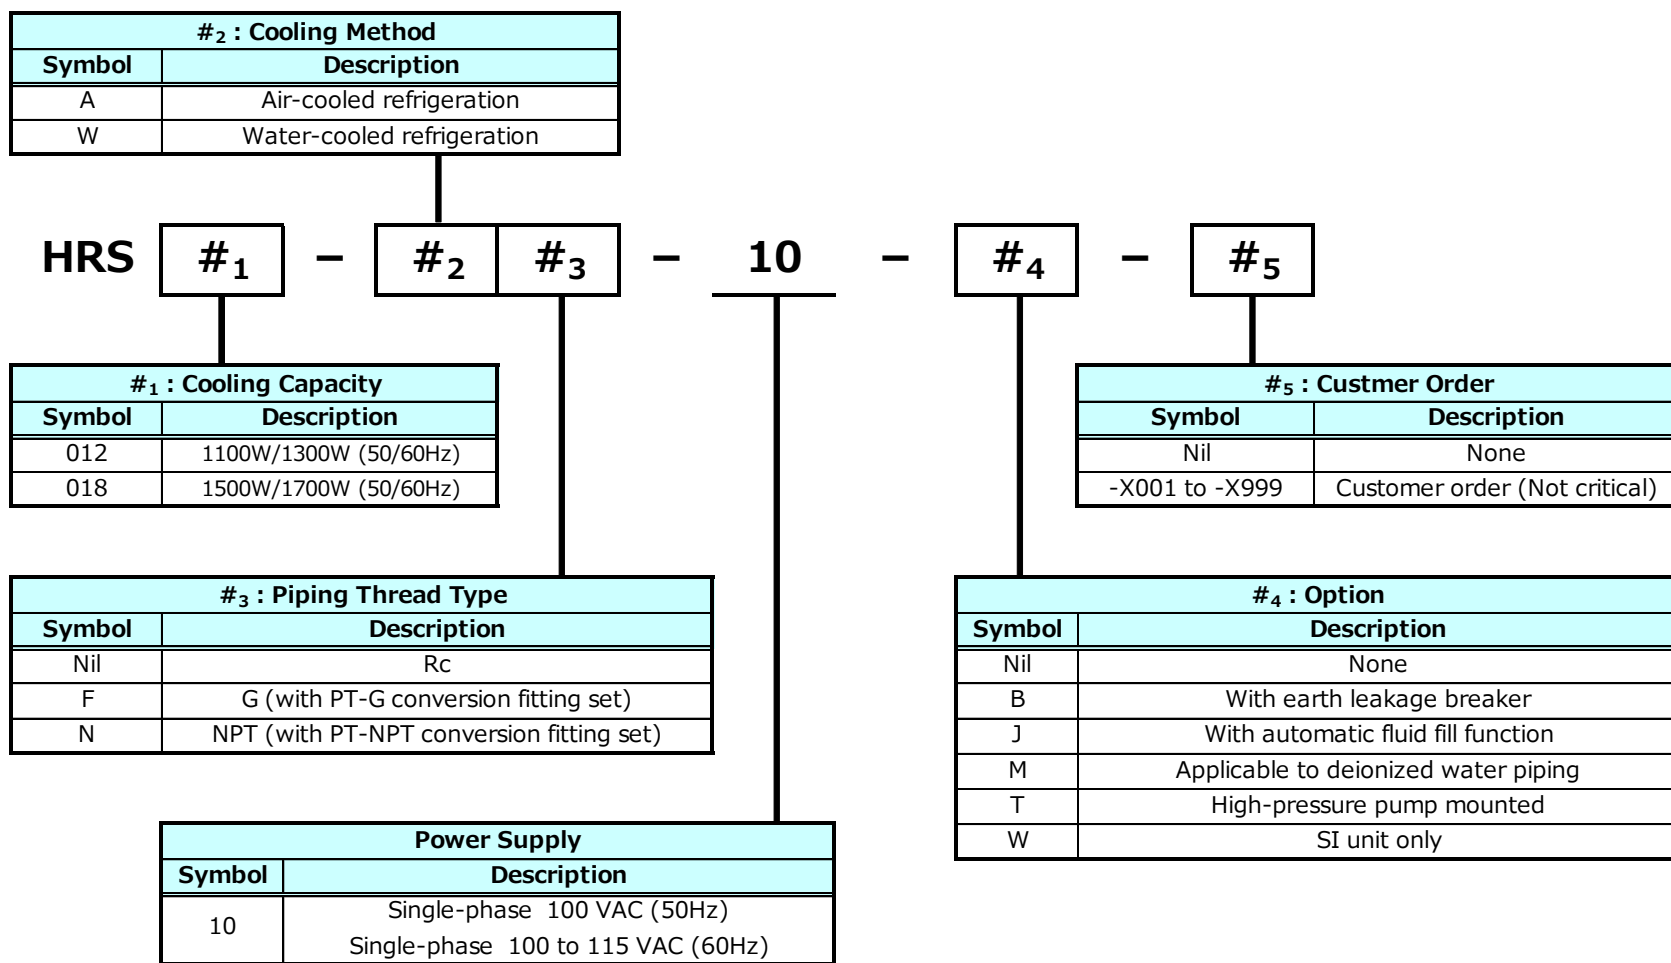 #2 : Cooling Method
Symbol Description
A Air-cooled refrigeration
W Water-cooled refrigeration
HRS #1 – #2 #3 – 10 – #4 – #5
#1 : Cooling Capacity
Symbol Description
012 1100W/1300W (50/60Hz)
018 1500W/1700W (50/60Hz)
#5 : Custmer Order
Symbol Description
Nil None
-X001 to -X999 Customer order (Not critical)
#3 : Piping Thread Type
Symbol Description
Nil Rc
F G (with PT-G conversion fitting set)
N NPT (with PT-NPT conversion fitting set)
#4 : Option
Symbol Description
Nil None
B With earth leakage breaker
J With automatic fluid fill function
M Applicable to deionized water piping
T High-pressure pump mounted
W SI unit only
Power Supply
Symbol Description
10 Single-phase 100 VAC (50Hz)
Single-phase 100 to 115 VAC (60Hz)